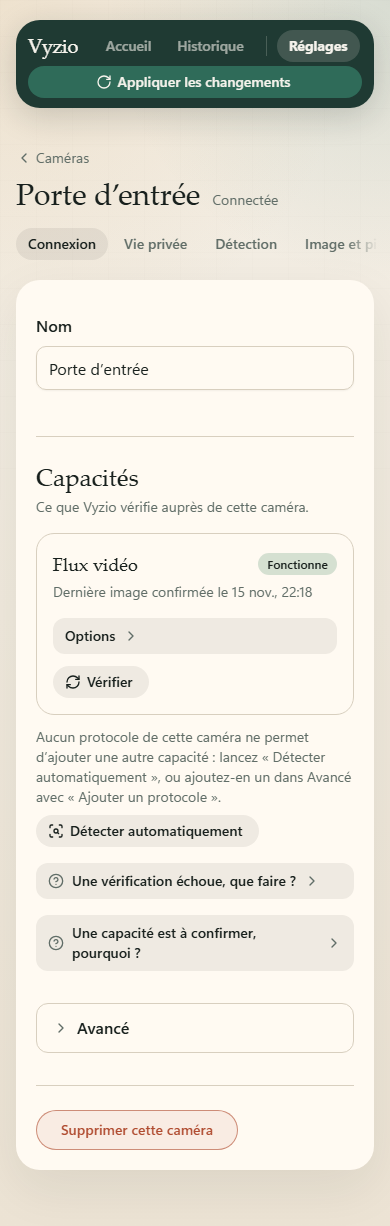 Vyzio Accueil Historique Réglages
Appliquer les changements
Caméras
Porte d’entrée Connectée
Connexion Vie privée Détection Image et pi
Nom
Porte d’entrée
Capacités
Ce que Vyzio vérifie auprès de cette caméra.
Flux vidéo Fonctionne
Dernière image confirmée le 15 nov., 22:18
Options
Vérifier
Aucun protocole de cette caméra ne permet
d’ajouter une autre capacité : lancez « Détecter
automatiquement », ou ajoutez-en un dans Avancé
avec « Ajouter un protocole ».
Détecter automatiquement
Une vérification échoue, que faire ?
Une capacité est à confirmer,
pourquoi ?
Avancé
Supprimer cette caméra